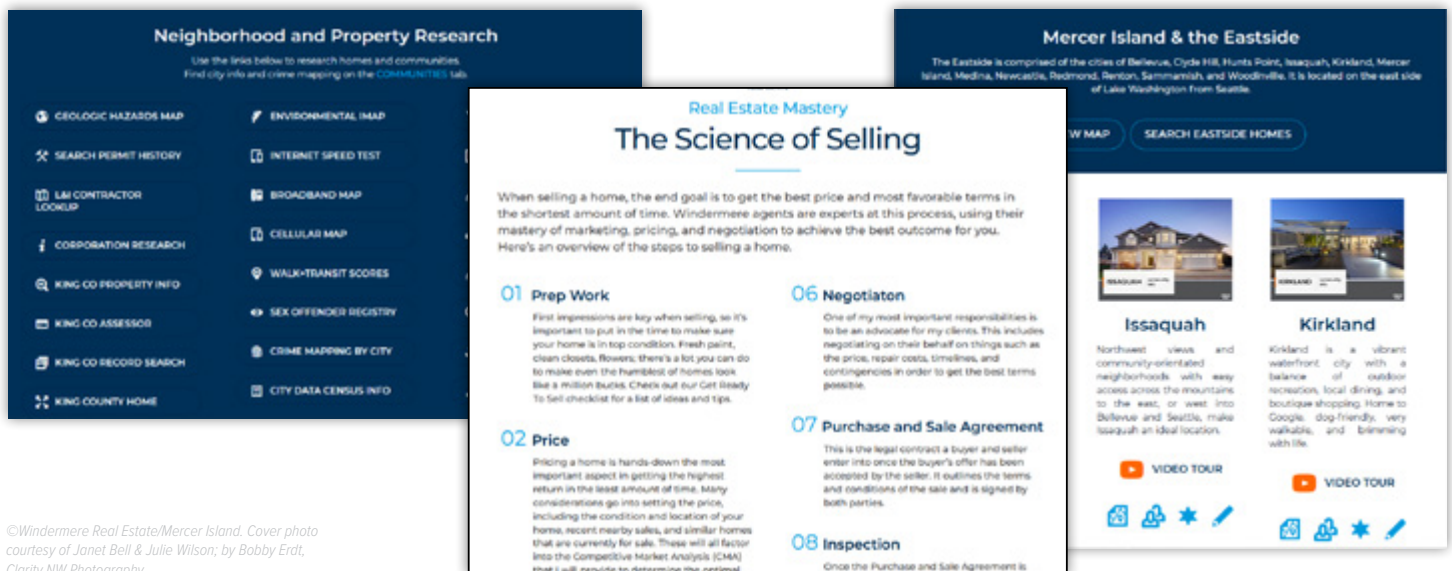 Neighborhood and Property Research
Use the links below to research homes and communities.
Find city info and crime mapping on the COMMUNITIES tab.
GEOLOGIC HAZARDS MAP
SEARCH PERMIT HISTORY
L&I CONTRACTOR
LOOKUP
CORPORATION RESEARCH
KING CO PROPERTY INFO
KING CO ASSESSOR
KING CO RECORD SEARCH
KING COUNTY HOME
ENVIRONMENTAL IMAP
INTERNET SPEED TEST
BROADBAND MAP
CELLULAR MAP
WALK+TRANSIT SCORES
SEX OFFENDER REGISTRY
CRIME MAPPING BY CITY
CITY DATA CENSUS INFO
Real Estate Mastery
The Science of Selling
When selling a home, the end goal is to get the best price and most favorable terms in
the shortest amount of time. Windermere agents are experts at this process, using their
mastery of marketing, pricing, and negotiation to achieve the best outcome for you.
Here's an overview of the steps to selling a home.
01 Prep Work
First impressions are key when selling, so it's
important to put in the time to make sure
your home is in top condition. Fresh paint,
clean closets, flowers; there's a lot you can do
to make even the humblest of homes look
like a million bucks. Check out our Get Ready
To Sell checklist for a list of ideas and tips.
02 Price
Pricing a home is hands-down the most
important aspect in getting the highest
return in the least amount of time. Many
considerations go into setting the price,
including the condition and location of your
home, recent nearby sales, and similar homes
that are currently for sale. These will all factor
into the Competitive Market Analysis (CMA)
that I will provide to determine the optimal
06 Negotiaton
One of my most important responsibilities is
to be an advocate for my clients. This includes
negotiating on their behalf on things such as
the price, repair costs, timelines, and
contingencies in order to get the best terms
possible.
07 Purchase and Sale Agreement
This is the legal contract a buyer and seller
enter into once the buyer's offer has been
accepted by the seller. It outlines the terms
and conditions of the sale and is signed by
both parties.
08 Inspection
Once the Purchase and Sale Agreement is
Mercer Island & the Eastside
The Eastside is comprised of the cities of Bellevue, Clyde Hill, Hunts Point, Issaquah, Kirkland, Mercer
Island, Medina, Newcastle, Redmond, Renton, Sammamish, and Woodinville. It is located on the east side
of Lake Washington from Seattle.
W MAP
SEARCH EASTSIDE HOMES
ISSAQUAH
KIRKLAND
Issaquah
Northwest views and
community-orientated
neighborhoods with easy
access across the mountains
to the east, or west into
Bellevue and Seattle, make
Issaquah an ideal location.
VIDEO TOUR
Kirkland
Kirkland is a vibrant
waterfront city with a
balance of outdoor
recreation, local dining, and
boutique shopping. Home to
Google, dog-friendly, very
walkable, and brimming
with life.
VIDEO TOUR
©Windermere Real Estate/Mercer Island. Cover photo
courtesy of Janet Bell & Julie Wilson; by Bobby Erdt,
Clarity NW Photography